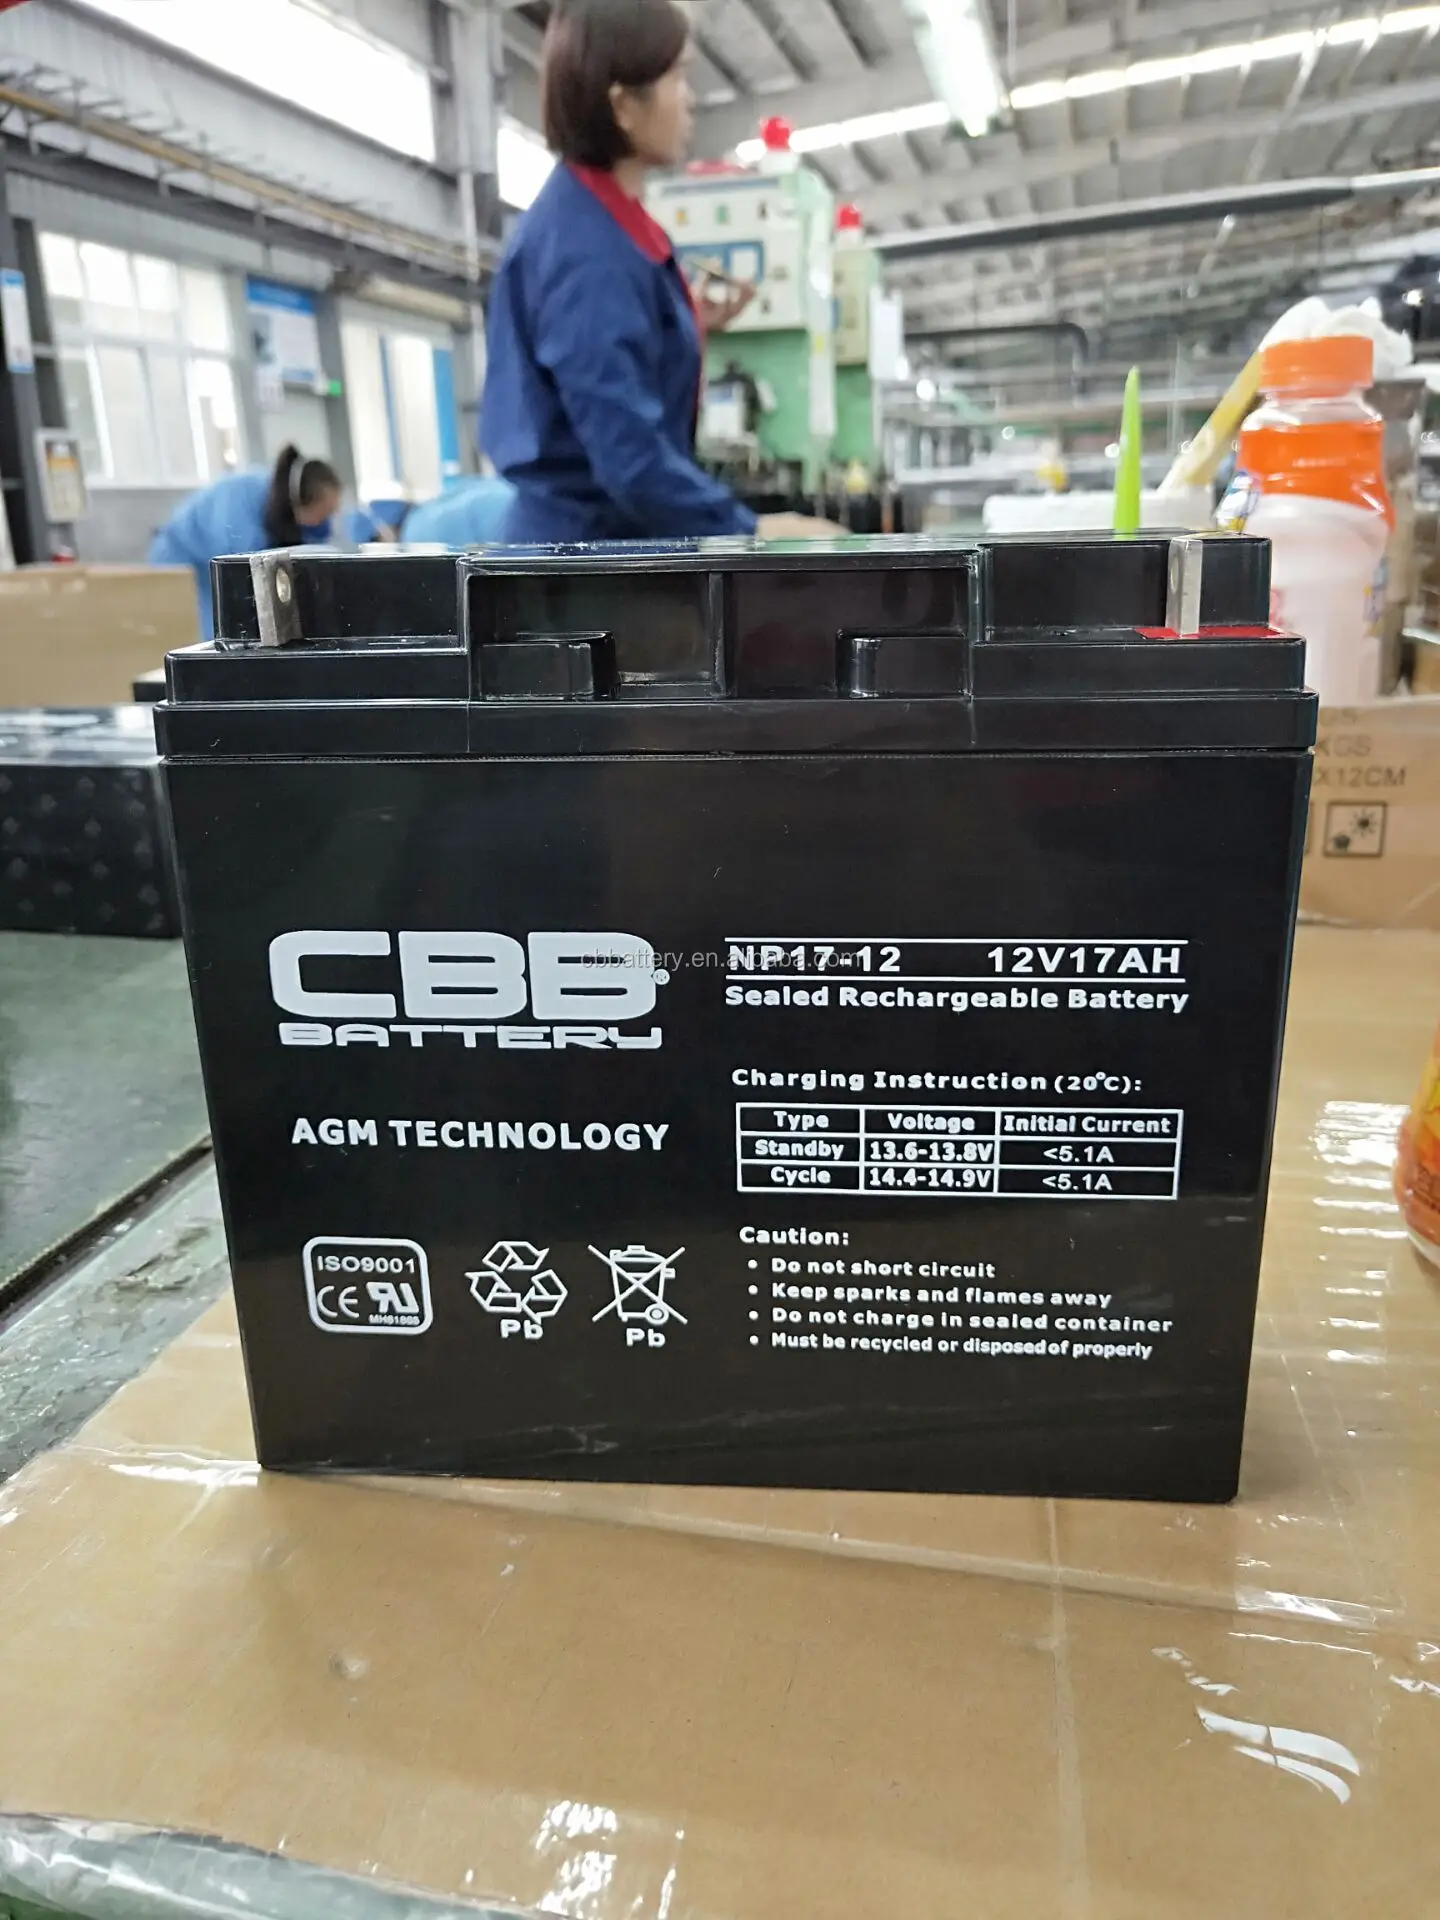 CBB®
BATTERY
cbbattery.en.alibaba.com
NP17-12 12V17AH
Sealed Rechargeable Battery
AGM TECHNOLOGY
Charging Instruction (20°C):
Type Voltage Initial Current
Standby 13.6-13.8V <5.1A
Cycle 14.4-14.9V <5.1A
ISO9001
CE
Pb
Pb
Caution:
• Do not short circuit
• Keep sparks and flames away
• Do not charge in sealed container
• Must be recycled or disposed of properly
KGS
X12CM